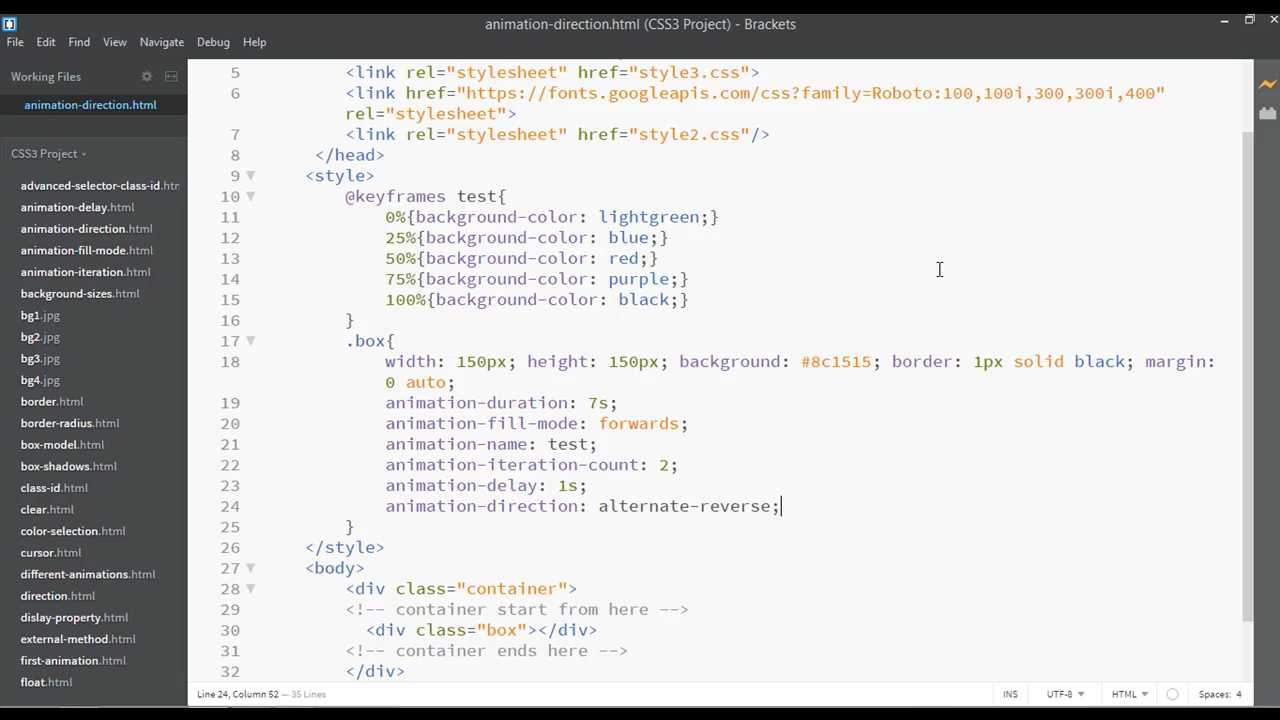 animation-direction.html (CSS3 Project) - Brackets
File Edit Find View Navigate Debug Help
Working Files
animation-direction.html
CSS3 Project
advanced-selector-class-id.htm
animation-delay.html
animation-direction.html
animation-fill-mode.html
animation-iteration.html
background-sizes.html
bg1.jpg
bg2.jpg
bg3.jpg
bg4.jpg
border.html
border-radius.html
box-model.html
box-shadows.html
class-id.html
clear.html
color-selection.html
cursor.html
different-animations.html
direction.html
dislay-property.html
external-method.html
first-animation.html
float.html
5 <link rel="stylesheet" href="style3.css">
6 <link href="https://fonts.googleapis.com/css?family=Roboto:100,100i,300,300i,400"
rel="stylesheet">
7 <link rel="stylesheet" href="style2.css"/>
8 </head>
9 <style>
10 @keyframes test{
11 0%{background-color: lightgreen;}
12 25%{background-color: blue;}
13 50%{background-color: red;}
14 75%{background-color: purple;}
15 100%{background-color: black;}
16 }
17 .box{
18 width: 150px; height: 150px; background: #8c1515; border: 1px solid black; margin:
0 auto;
19 animation-duration: 7s;
20 animation-fill-mode: forwards;
21 animation-name: test;
22 animation-iteration-count: 2;
23 animation-delay: 1s;
24 animation-direction: alternate-reverse;
25 }
26 </style>
27 <body>
28 <div class="container">
29 <!-- container start from here -->
30 <div class="box"></div>
31 <!-- container ends here -->
32 </div>
Line 24, Column 52 — 35 Lines
INS UTF-8 HTML Spaces: 4